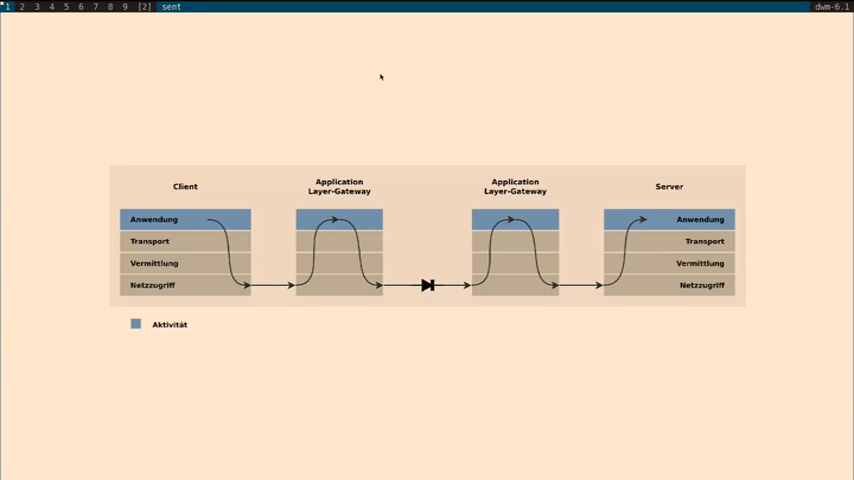 1 2 3 4 5 6 7 8 9 [2] sent dwm-6.1
Client
Application
Layer-Gateway
Application
Layer-Gateway
Server
Anwendung
Transport
Vermittlung
Netzzugriff
Anwendung
Transport
Vermittlung
Netzzugriff
Aktivität